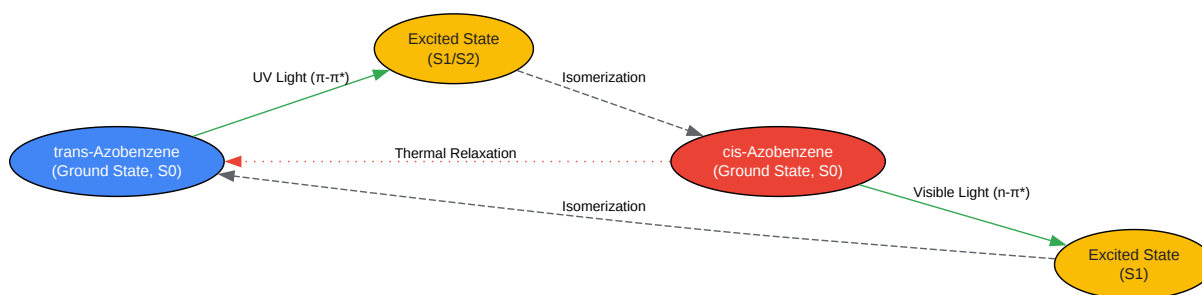 Excited State
(S1/S2)
UV Light (π-π*)
Isomerization
trans-Azobenzene
(Ground State, S0)
Thermal Relaxation
cis-Azobenzene
(Ground State, S0)
Visible Light (n-π*)
Isomerization
Excited State
(S1)